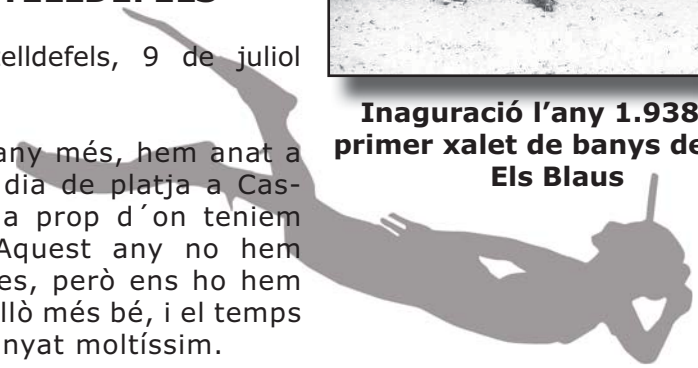 elldefels, 9 de juliol
any més, hem anat a
dia de platja a Cas-
a prop d´on teniem
Aquest any no hem
es, però ens ho hem
llò més bé, i el temps
nyat moltíssim.
Inaguració l’any 1.938
primer xalet de banys de
Els Blaus